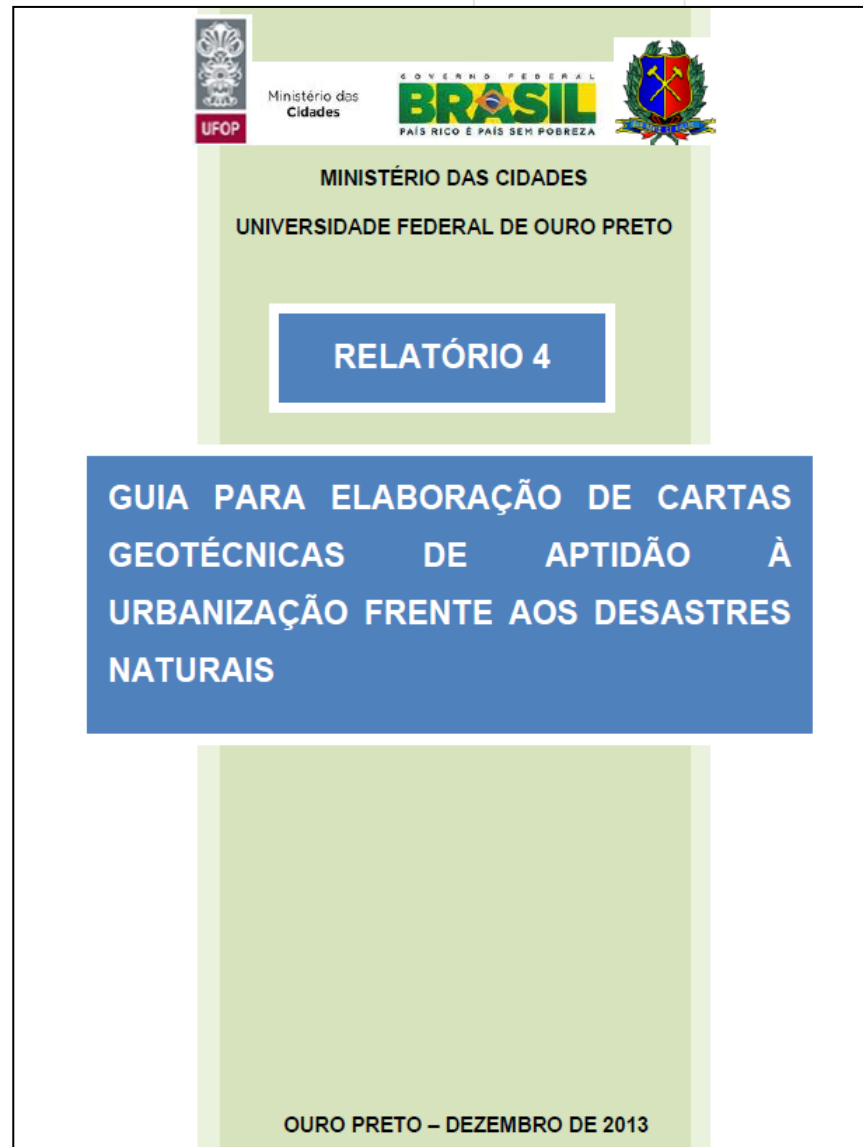 UFOP
Ministério das
Cidades
GOVERNO FEDERAL
BRASIL
PAÍS RICO É PAÍS SEM POBREZA
MINISTÉRIO DAS CIDADES
UNIVERSIDADE FEDERAL DE OURO PRETO
RELATÓRIO 4
GUIA PARA ELABORAÇÃO DE CARTAS
GEOTÉCNICAS DE APTIDÃO À
URBANIZAÇÃO FRENTE AOS DESASTRES
NATURAIS
OURO PRETO – DEZEMBRO DE 2013